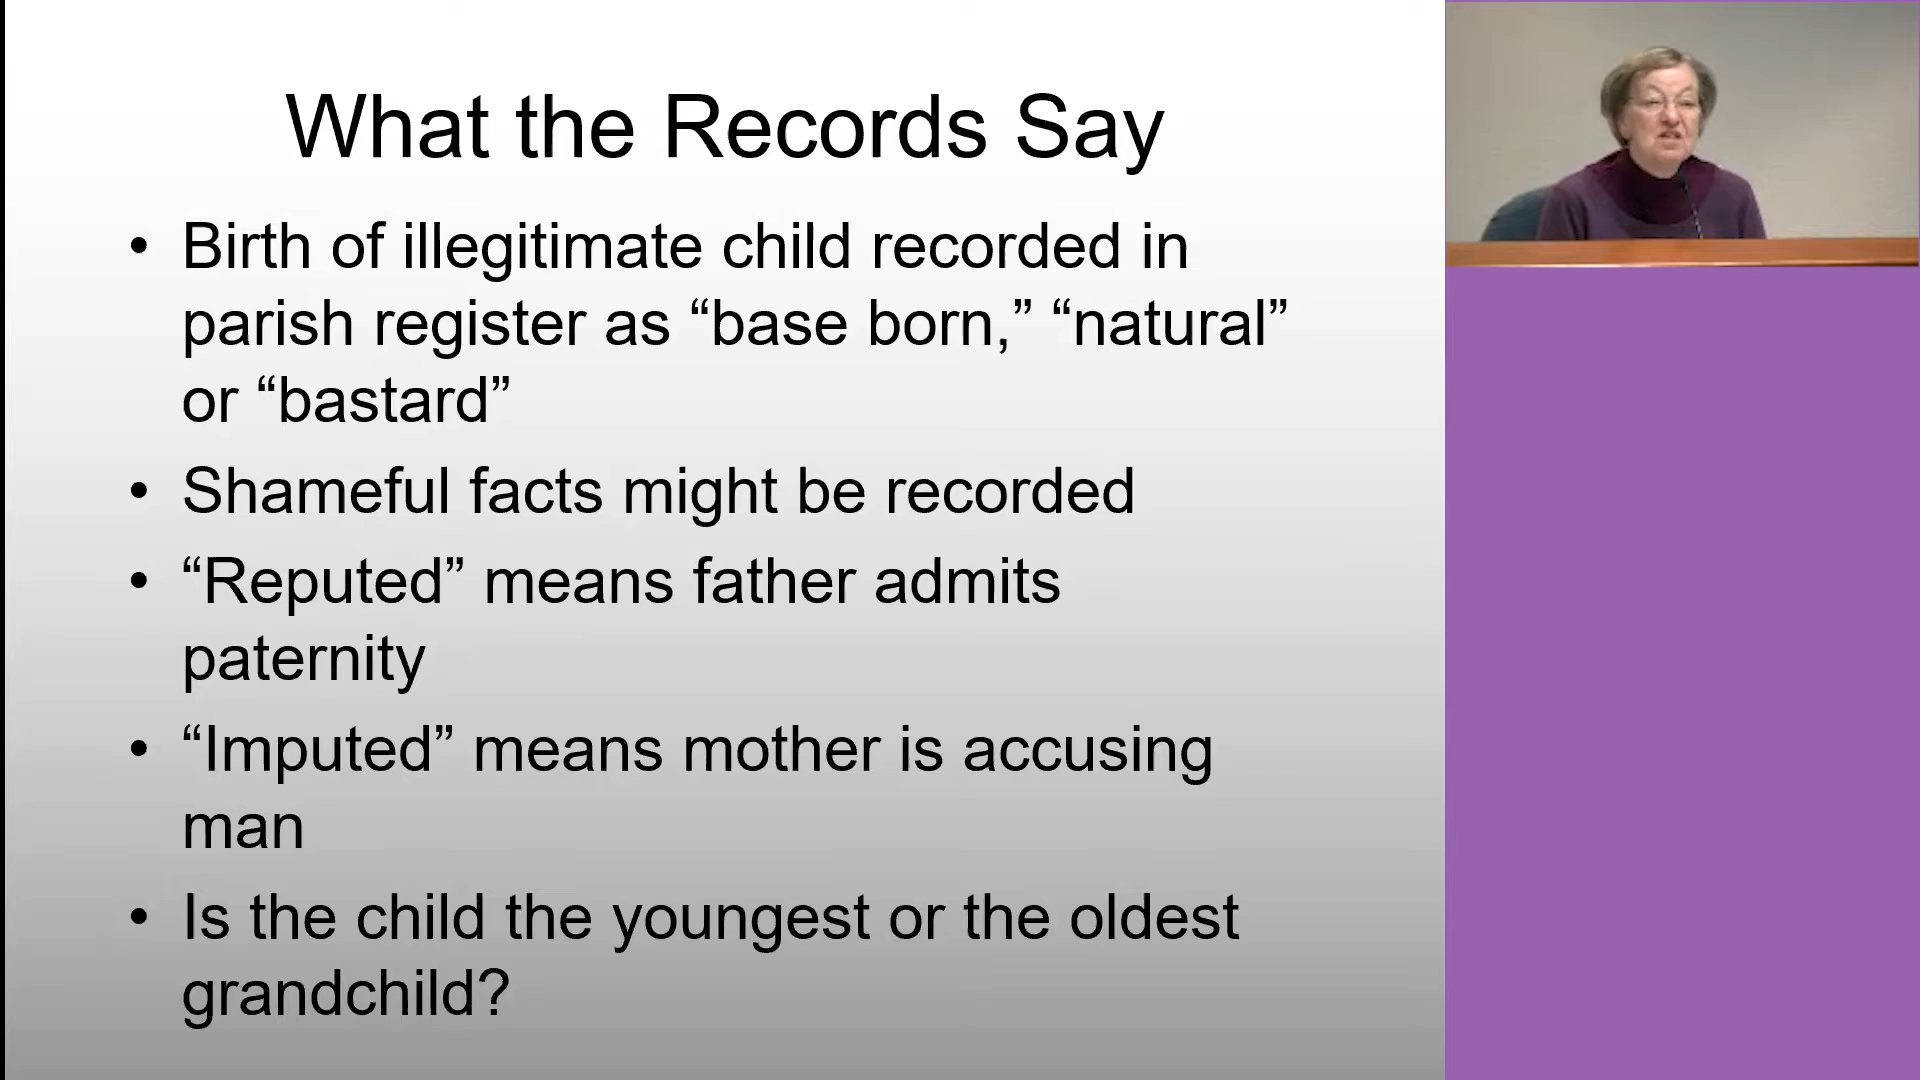 What the Records Say
• Birth of illegitimate child recorded in
parish register as “base born,” “natural”
or “bastard”
• Shameful facts might be recorded
• “Reputed” means father admits
paternity
• “Imputed” means mother is accusing
man
• Is the child the youngest or the oldest
grandchild?